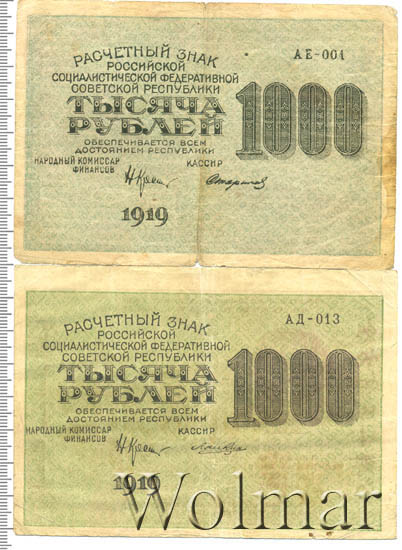 РАСЧЕТНЫЙ ЗНАК
РОССИЙСКОЙ
СОЦИАЛИСТИЧЕСКОЙ ФЕДЕРАТИВНОЙ
СОВЕТСКОЙ РЕСПУБЛИКИ
ТЫСЯЧА
РУБЛЕЙ
ОБЕСПЕЧИВАЕТСЯ ВСЕМ
ДОСТОЯНИЕМ РЕСПУБЛИКИ
НАРОДНЫЙ КОМИССАР
ФИНАНСОВ
КАССИР
1919
АЕ-001
1000
РАСЧЕТНЫЙ ЗНАК
РОССИЙСКОЙ
СОЦИАЛИСТИЧЕСКОЙ ФЕДЕРАТИВНОЙ
СОВЕТСКОЙ РЕСПУБЛИКИ
ТЫСЯЧА
РУБЛЕЙ
ОБЕСПЕЧИВАЕТСЯ ВСЕМ
ДОСТОЯНИЕМ РЕСПУБЛИКИ
НАРОДНЫЙ КОМИССАР
ФИНАНСОВ
КАССИР
1919
АД-013
1000
Wolmar